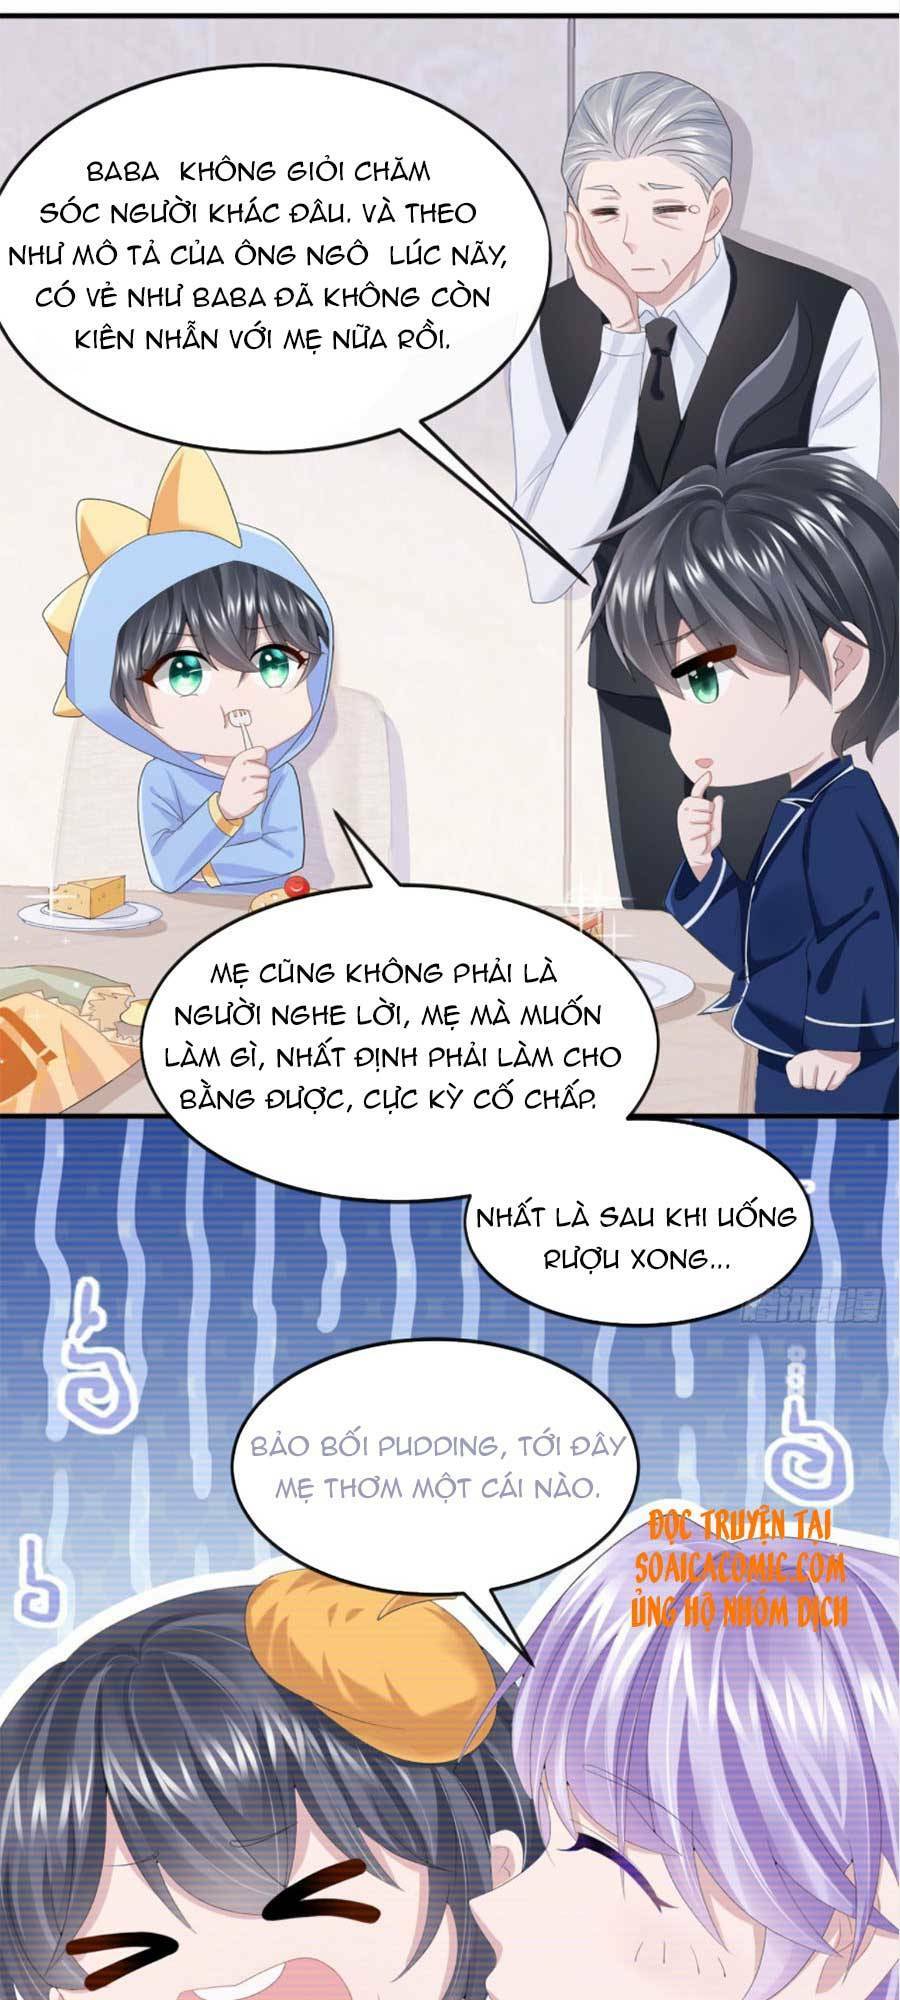 BABA KHÔNG GIỎI CHĂM
SÓC NGƯỜI KHÁC ĐÂU. VÀ THEO
NHƯ MÔ TẢ CỦA ÔNG NGÔ LÚC NÃY,
CÓ VẺ NHƯ BABA ĐÃ KHÔNG CÒN
KIÊN NHẪN VỚI MẸ NỮA RỒI.
MẸ CŨNG KHÔNG PHẢI LÀ
NGƯỜI NGHE LỜI, MẸ MÀ MUỐN
LÀM GÌ, NHẤT ĐỊNH PHẢI LÀM CHO
BẰNG ĐƯỢC, CỰC KỲ CỐ CHẤP.
NHẤT LÀ SAU KHI UỐNG
RƯỢU XONG...
腾讯动漫
BẢO BỐI PUDDING, TỚI ĐÂY
MẸ THƠM MỘT CÁI NÀO.
ĐỌC TRUYỆN TẠI
SOAICACOMIC.COM
ỦNG HỘ NHÓM DỊCH